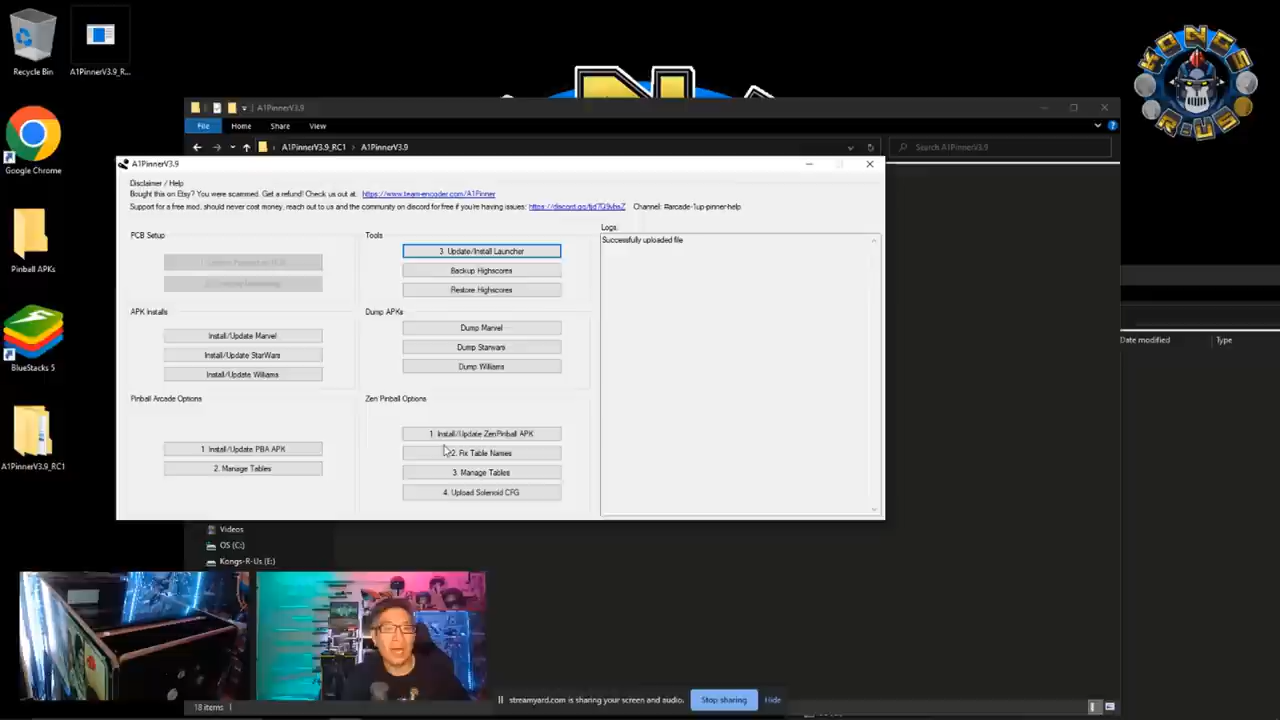 Recycle Bin
A1PinnerV3.9_R...
KONGS
R-US
A1PinnerV3.9
File
Home
Share
View
Google Chrome
A1PinnerV3.9_RC1 › A1PinnerV3.9
Search A1PinnerV3.9
A1PinnerV3.9
Disclaimer / Help
Bought this on Etsy? You were scammed. Get a refund! Check us out at. https://www.team-encoder.com/A1Pinner
Support for a free mod, should never cost money, reach out to us and the community on discord for free if you're having issues: Channel: #arcade-1up-pinner-help
PCB Setup
Tools
Logs
3. Update/Install Launcher
Successfully uploaded file
Backup Highscores
Restore Highscores
Pinball APKs
APK Installs
Dump APKs
Install/Update Marvel
Dump Marvel
Install/Update StarWars
Dump Starwars
Install/Update Williams
Dump Williams
BlueStacks 5
Date modified
Type
Pinball Arcade Options
Zen Pinball Options
1. Install/Update ZenPinball APK
1. Install/Update PBA APK
2. Fix Table Names
2. Manage Tables
3. Manage Tables
4. Upload Solenoid CFG
A1PinnerV3.9_RC1
Videos
OS (C:)
Kongs-R-Us (E:)
streamyard.com is sharing your screen and audio.
Stop sharing
Hide
18 items